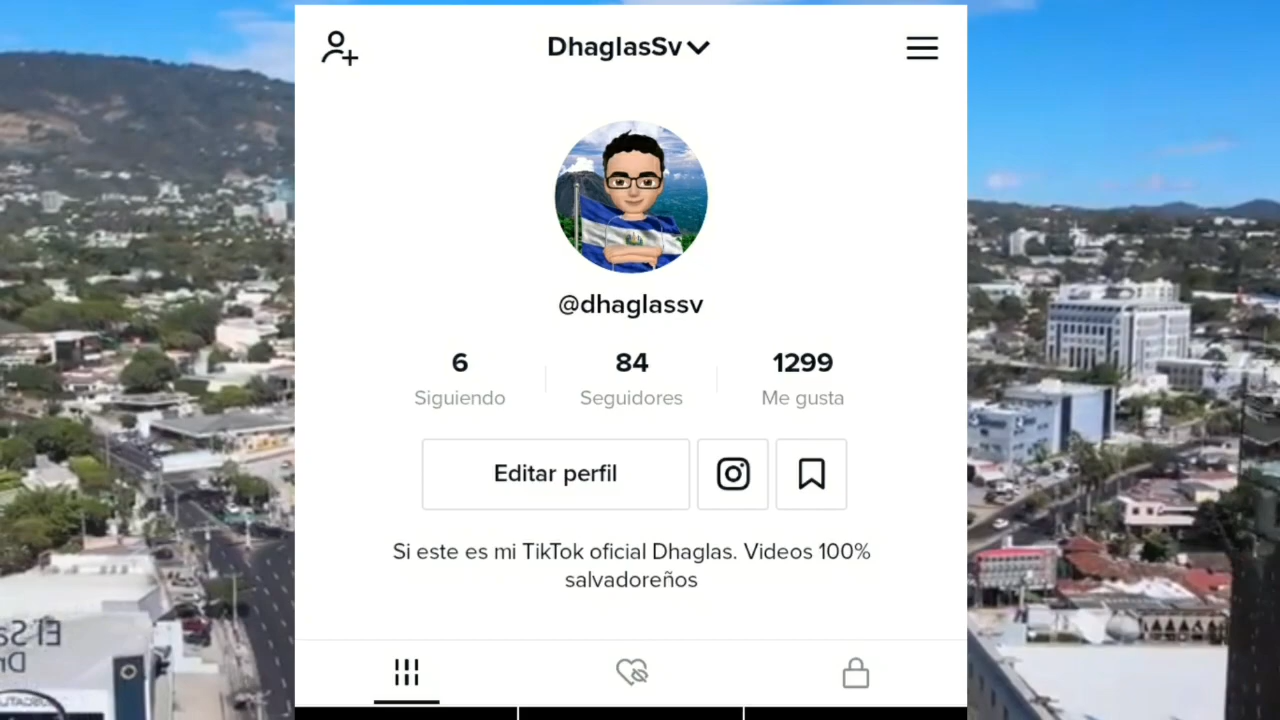 DhaglasSv
@dhaglassv
6 84 1299
Siguiendo Seguidores Me gusta
Editar perfil
Si este es mi TikTok oficial Dhaglas. Videos 100%
salvadoreños